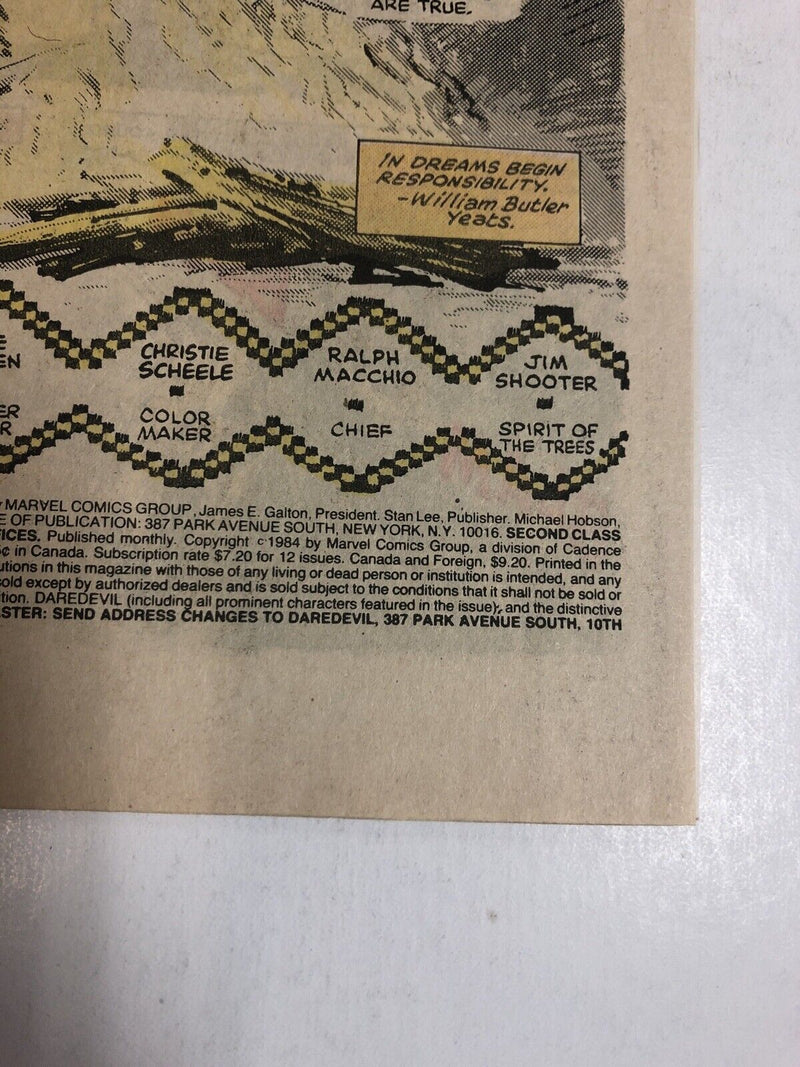 ARE TRUE.
IN DREAMS BEGIN
RESPONSIBILITY.
-William Butler
Yeats.
CHRISTIE
SCHEELE
COLOR
MAKER
RALPH
MACCHIO
CHIEF
JIM
SHOOTER
SPIRIT OF
THE TREES
MARVEL COMICS GROUP, James E. Galton, President. Stan Lee, Publisher. Michael Hobson,
OF PUBLICATION: 387 PARK AVENUE SOUTH, NEW YORK, N.Y. 10016. SECOND CLASS
ICES. Published monthly. Copyright © 1984 by Marvel Comics Group, a division of Cadence
¢ in Canada. Subscription rate $7.20 for 12 issues. Canada and Foreign, $9.20. Printed in the
utions in this magazine with those of any living or dead person or institution is intended, and any
old except by authorized dealers and is sold subject to the conditions that it shall not be sold or
tion. DAREDEVIL (including all prominent characters featured in the issue), and the distinctive
STER: SEND ADDRESS CHANGES TO DAREDEVIL, 387 PARK AVENUE SOUTH, 10TH